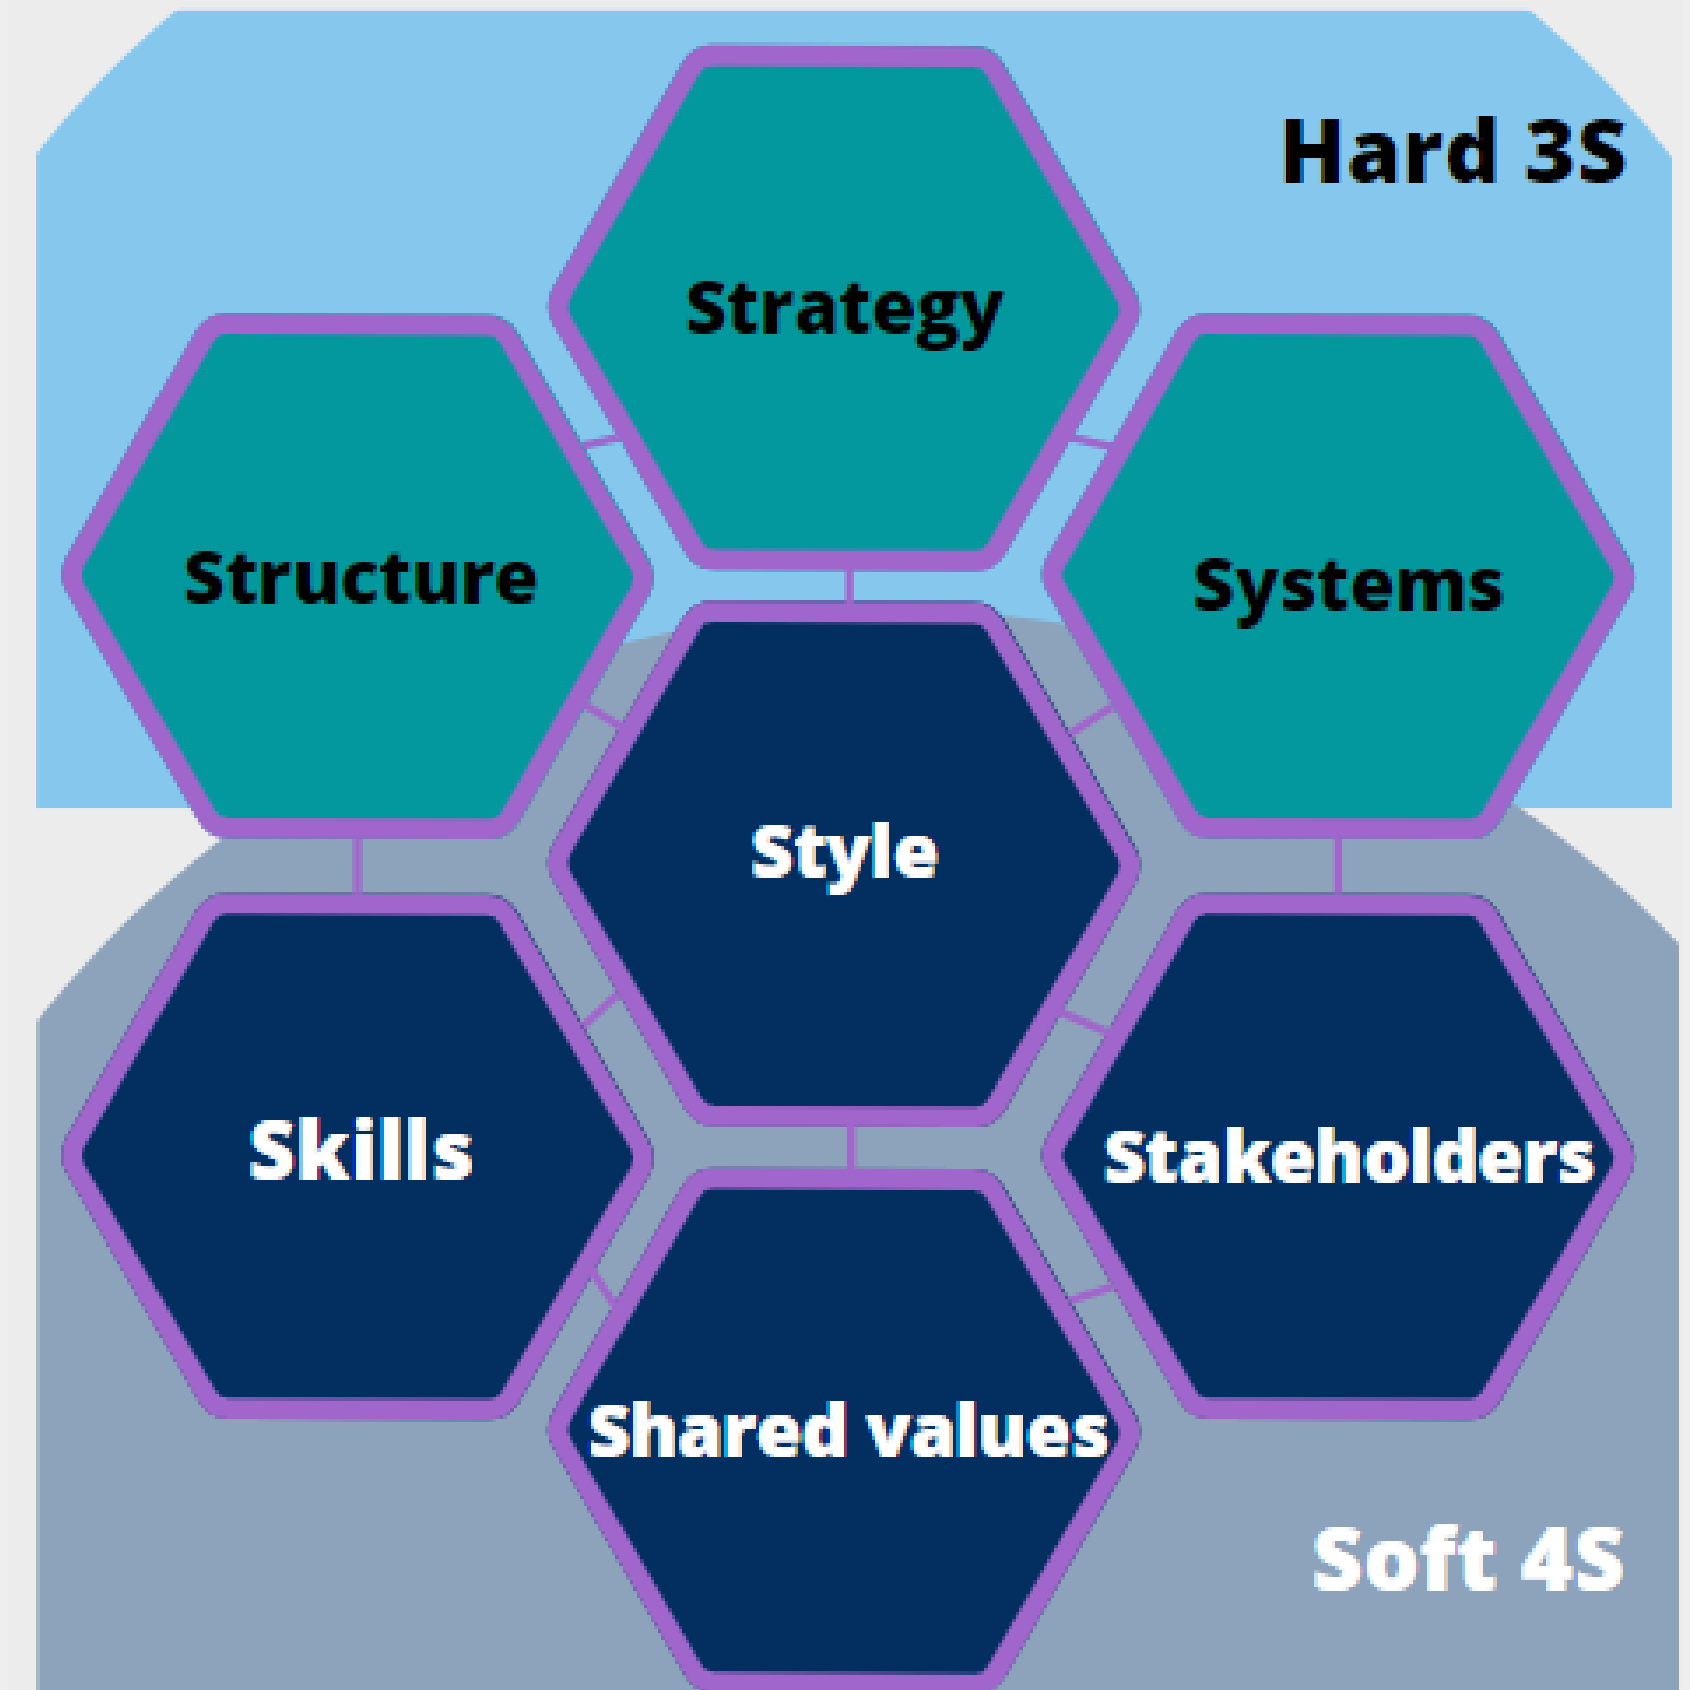 Hard 3S
Strategy
Structure
Systems
Style
Skills
Stakeholders
Shared values
Soft 4S